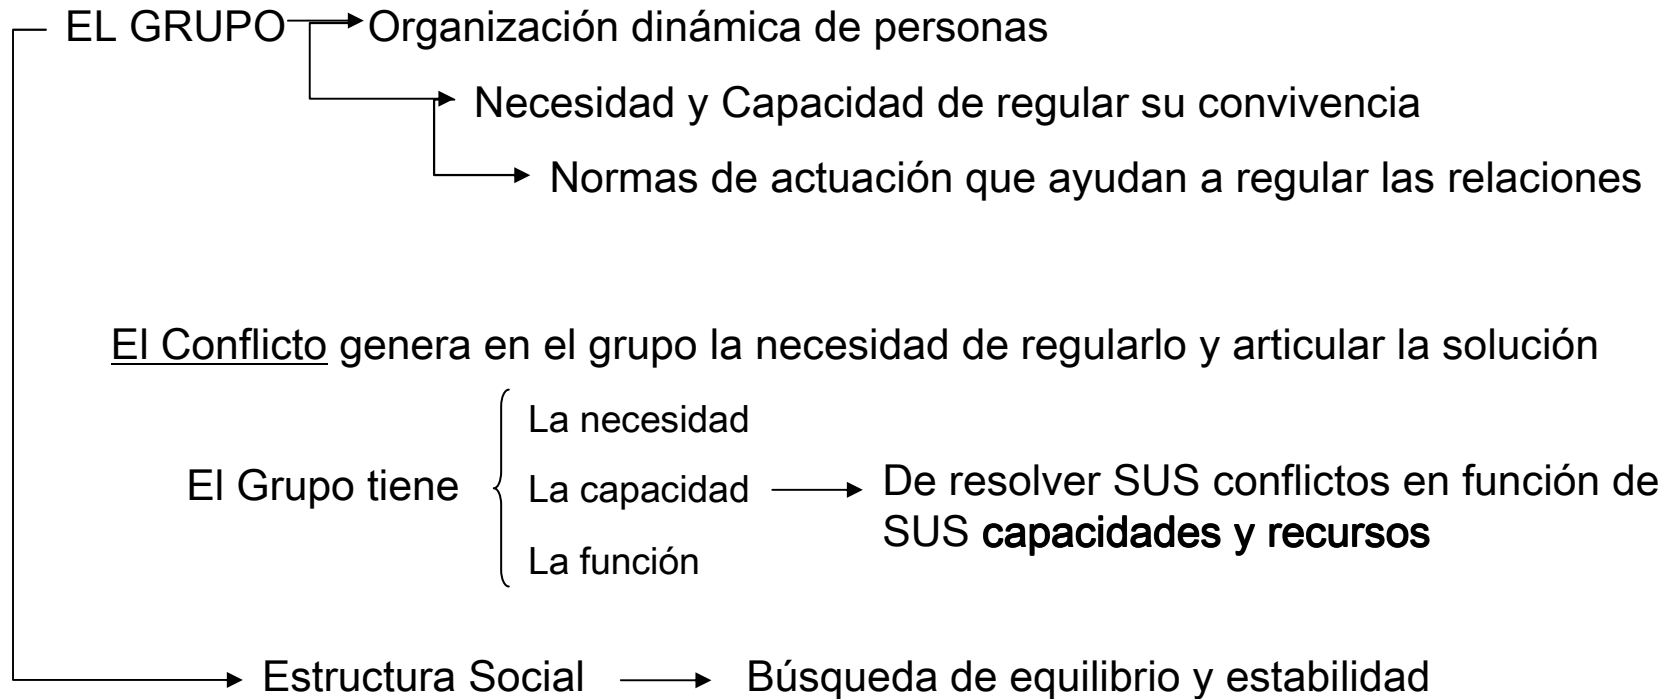 EL GRUPO Organización dinámica de personas
Necesidad y Capacidad de regular su convivencia
Normas de actuación que ayudan a regular las relaciones
El Conflicto genera en el grupo la necesidad de regularlo y articular la solución
El Grupo tiene
La necesidad
La capacidad
La función
De resolver SUS conflictos en función de
SUS capacidades y recursos
Estructura Social Búsqueda de equilibrio y estabilidad